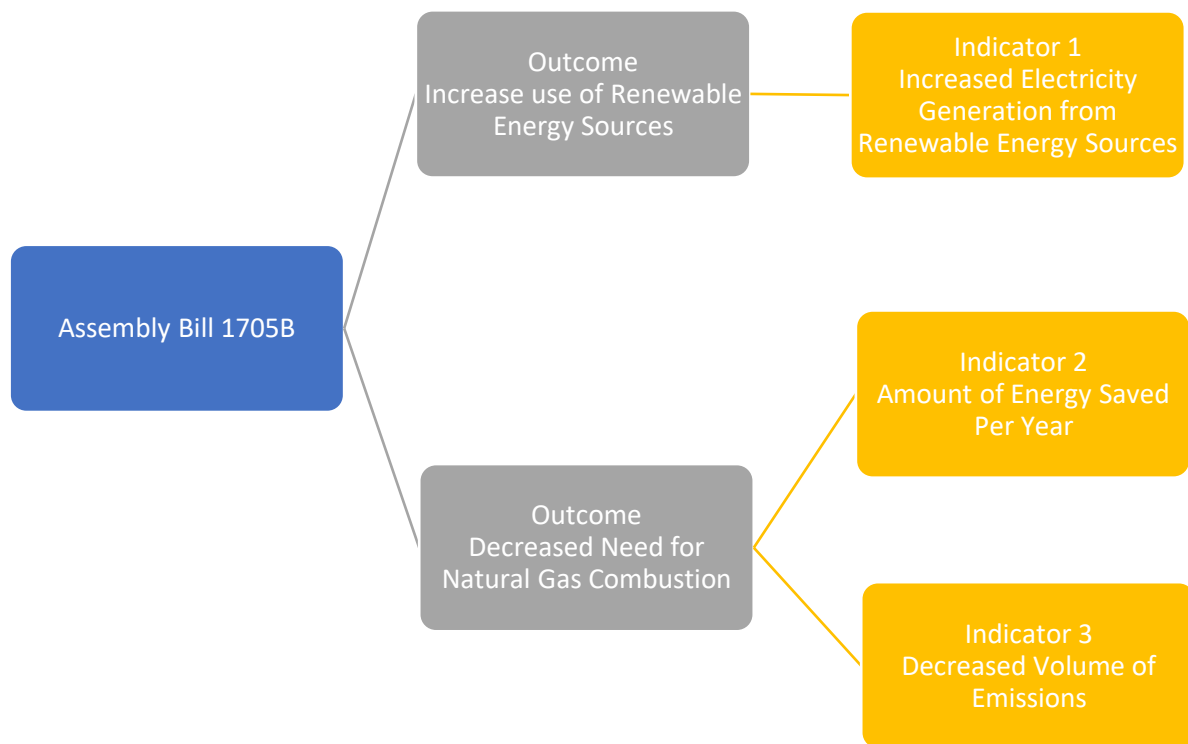 Outcome
Increase use of Renewable
Energy Sources
Indicator 1
Increased Electricity
Generation from
Renewable Energy Sources
Assembly Bill 1705B
Indicator 2
Amount of Energy Saved
Per Year
Outcome
Decreased Need for
Natural Gas Combustion
Indicator 3
Decreased Volume of
Emissions